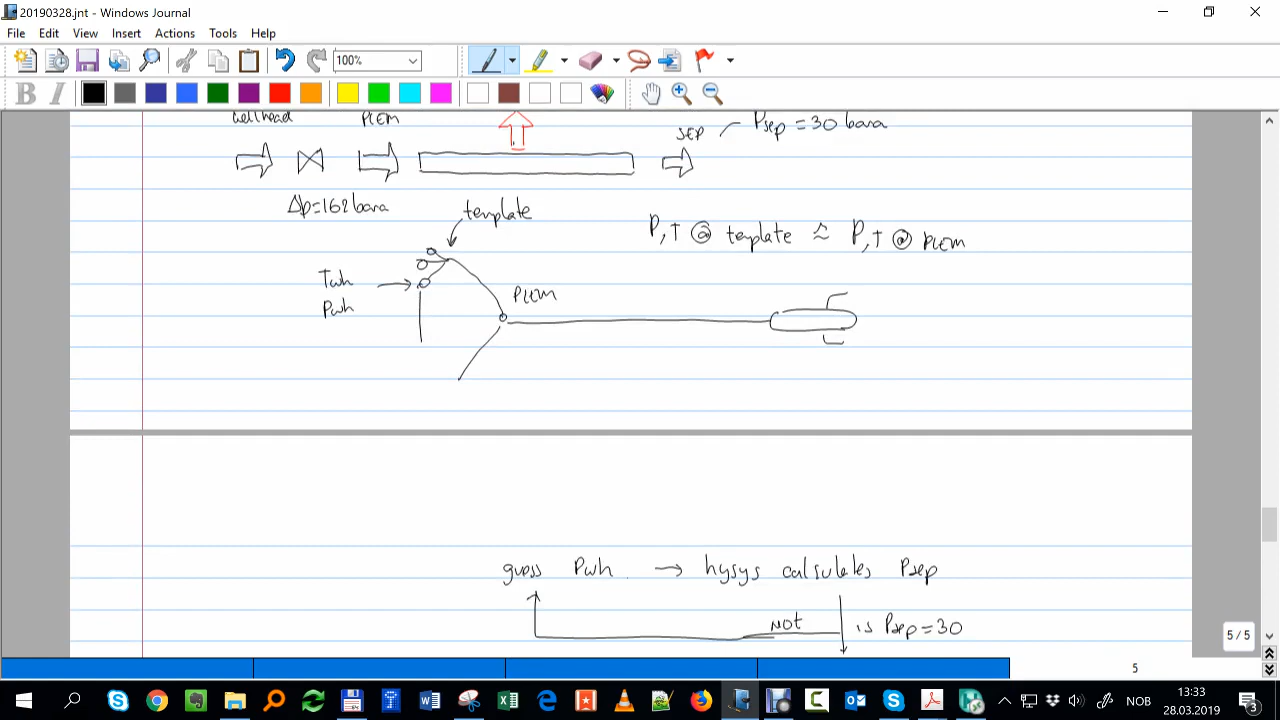 20190328.jnt - Windows Journal
File Edit View Insert Actions Tools Help
100%
B I
wellhead PLEM
SEP Psep = 30 bara
Δp=162 bara
template
P,T @ template ≈ P,T @ PLEM
Twh
Pwh
PLEM
guess Pwh → hysys calculates Psep
NOT is Psep=30
5/5
5
NOB
13:33
28.03.2019
3